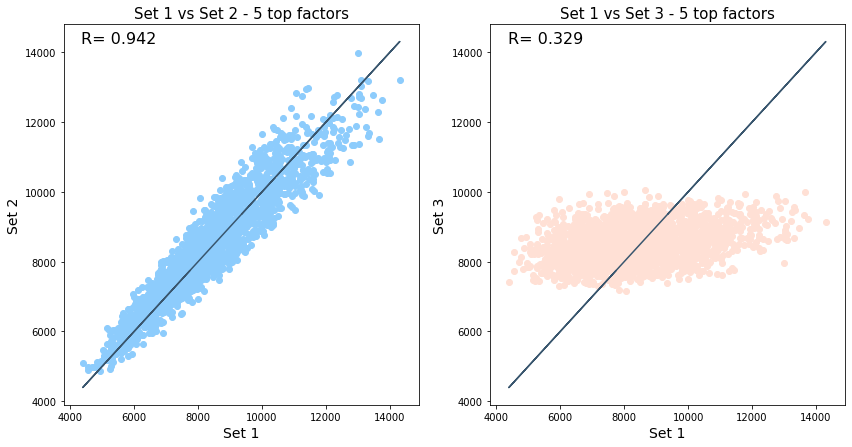 Set 1 vs Set 2 - 5 top factors
R= 0.942
14000
12000
10000
8000
6000
4000
Set 2
4000 6000 8000 10000 12000 14000
Set 1
Set 1 vs Set 3 - 5 top factors
R= 0.329
14000
12000
10000
8000
6000
4000
Set 3
4000 6000 8000 10000 12000 14000
Set 1